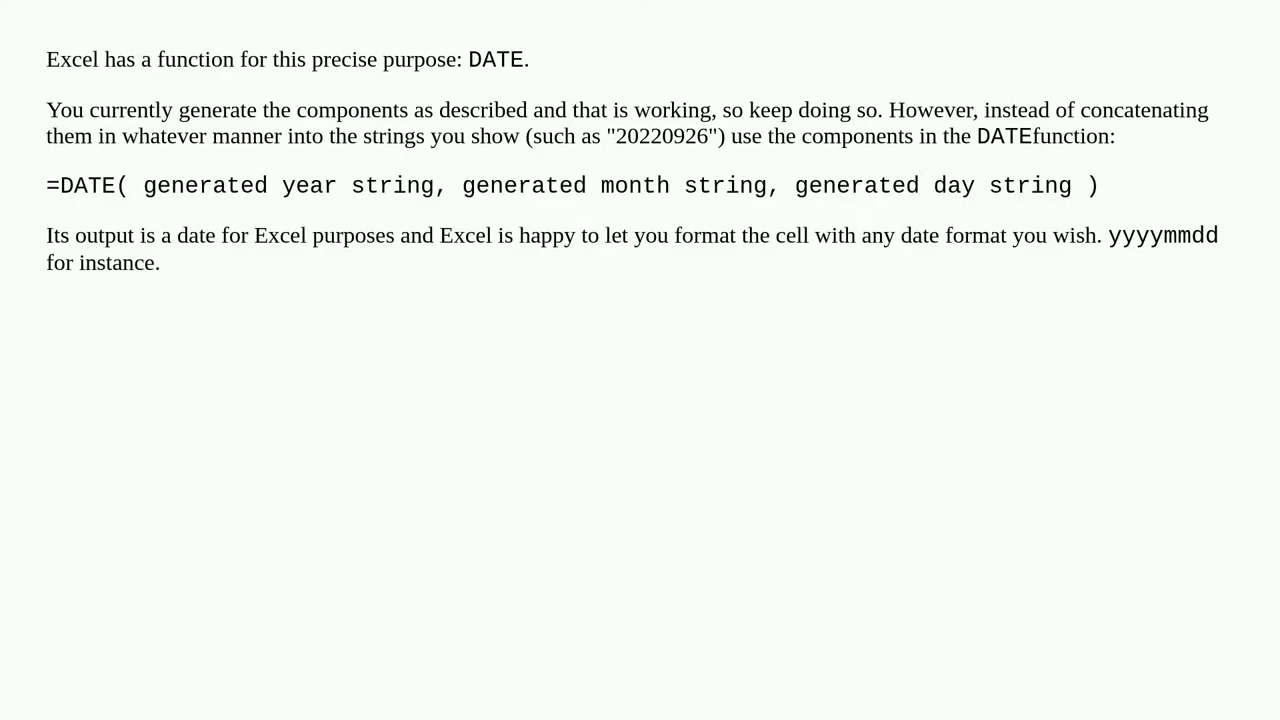 Excel has a function for this precise purpose: DATE.
You currently generate the components as described and that is working, so keep doing so. However, instead of concatenating
them in whatever manner into the strings you show (such as "20220926") use the components in the DATEfunction:
=DATE( generated year string, generated month string, generated day string )
Its output is a date for Excel purposes and Excel is happy to let you format the cell with any date format you wish. yyyymmdd
for instance.